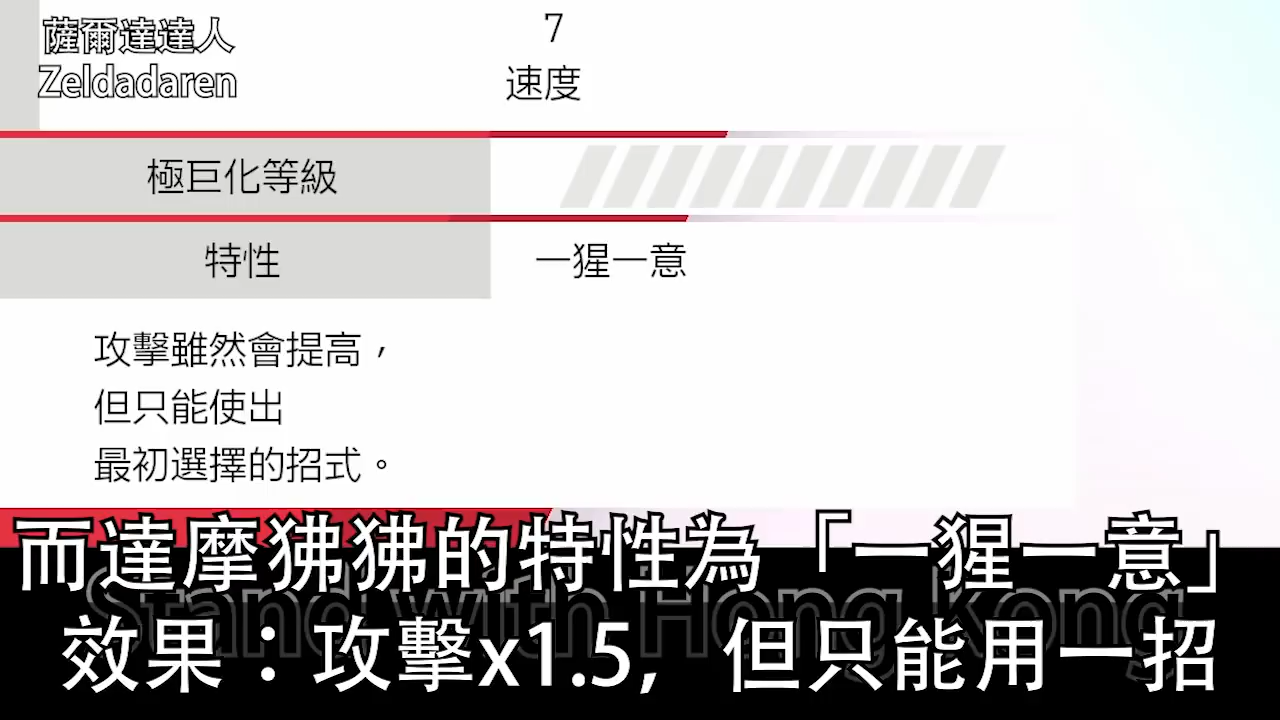 薩爾達達人
Zeldadaren
7
速度
極巨化等級
特性
一猩一意
攻擊雖然會提高，
但只能使出
最初選擇的招式。
而達摩狒狒的特性為「一猩一意」
Stand with Hong Kong
效果：攻擊x1.5, 但只能用一招